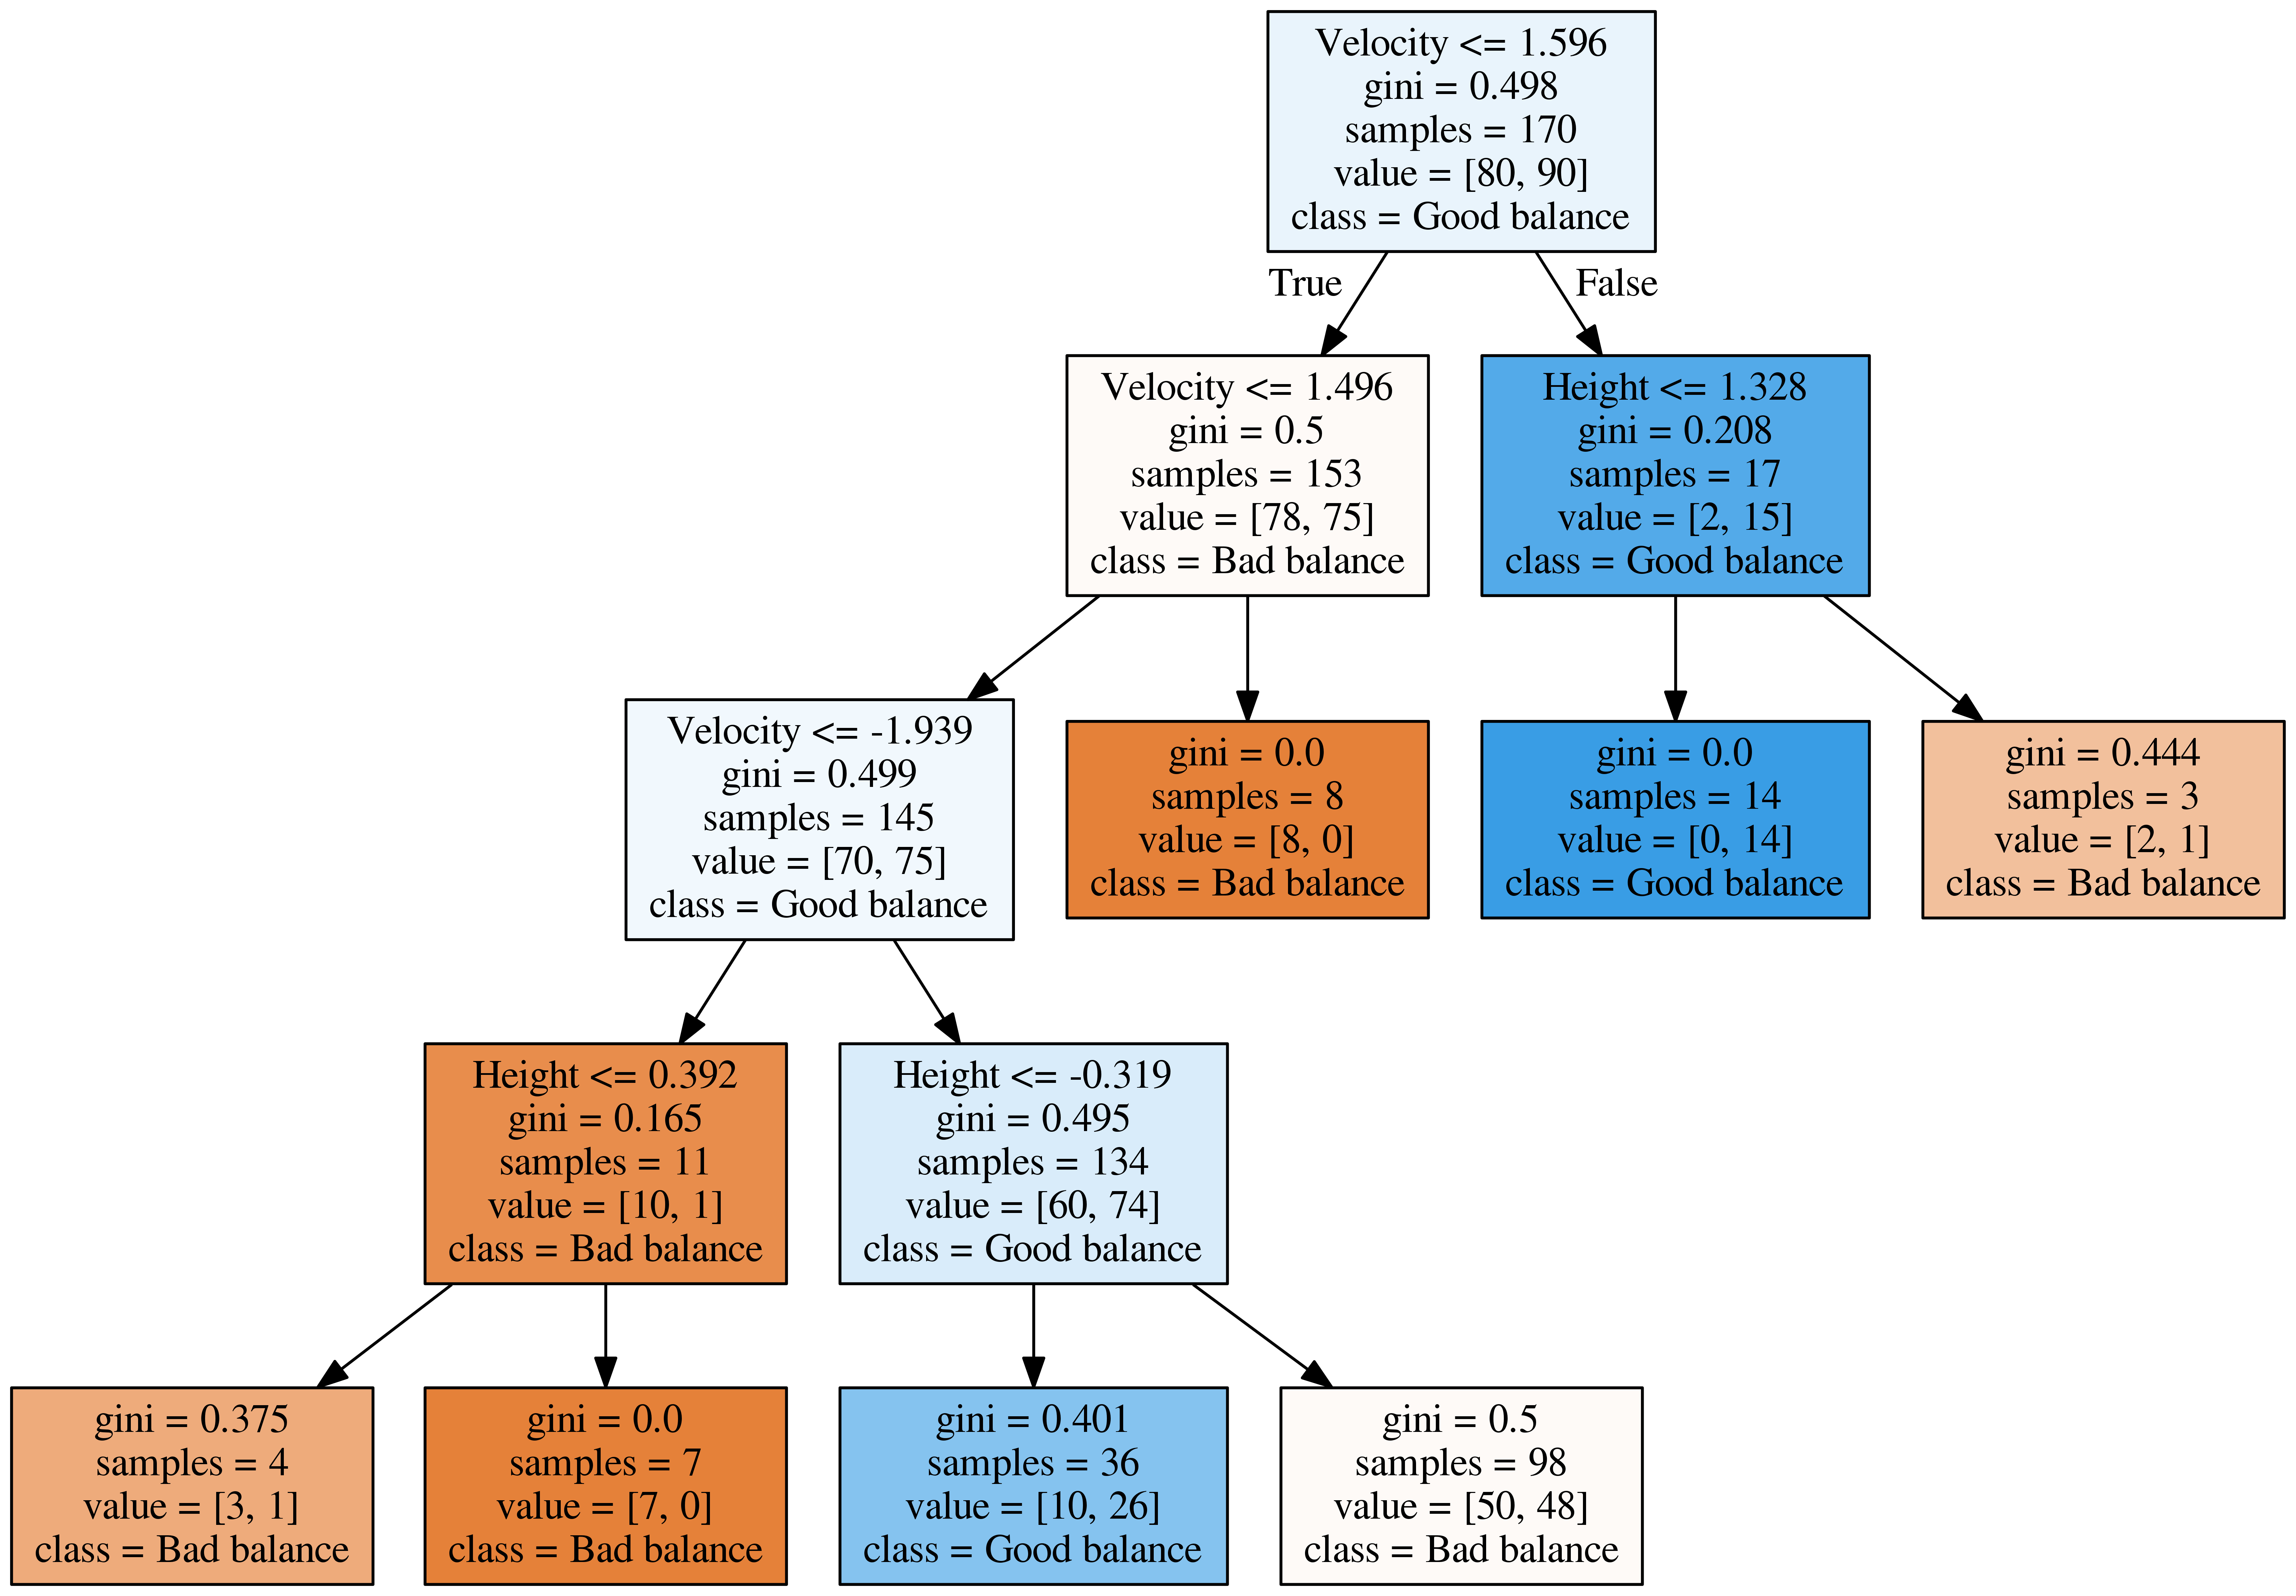 Velocity <= 1.596
gini = 0.498
samples = 170
value = [80, 90]
class = Good balance
True
False
Velocity <= 1.496
gini = 0.5
samples = 153
value = [78, 75]
class = Bad balance
Height <= 1.328
gini = 0.208
samples = 17
value = [2, 15]
class = Good balance
Velocity <= -1.939
gini = 0.499
samples = 145
value = [70, 75]
class = Good balance
gini = 0.0
samples = 8
value = [8, 0]
class = Bad balance
gini = 0.0
samples = 14
value = [0, 14]
class = Good balance
gini = 0.444
samples = 3
value = [2, 1]
class = Bad balance
Height <= 0.392
gini = 0.165
samples = 11
value = [10, 1]
class = Bad balance
Height <= -0.319
gini = 0.495
samples = 134
value = [60, 74]
class = Good balance
gini = 0.375
samples = 4
value = [3, 1]
class = Bad balance
gini = 0.0
samples = 7
value = [7, 0]
class = Bad balance
gini = 0.401
samples = 36
value = [10, 26]
class = Good balance
gini = 0.5
samples = 98
value = [50, 48]
class = Bad balance